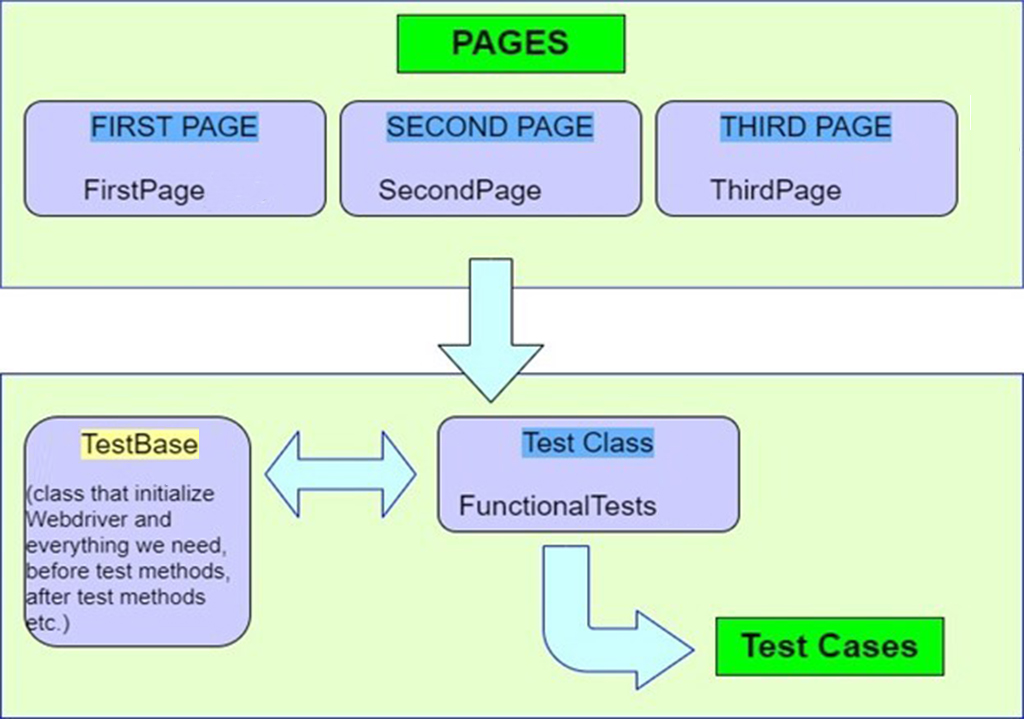 PAGES
FIRST PAGE
FirstPage
SECOND PAGE
SecondPage
THIRD PAGE
ThirdPage
TestBase
(class that initialize
Webdriver and
everything we need,
before test methods,
after test methods
etc.)
Test Class
FunctionalTests
Test Cases